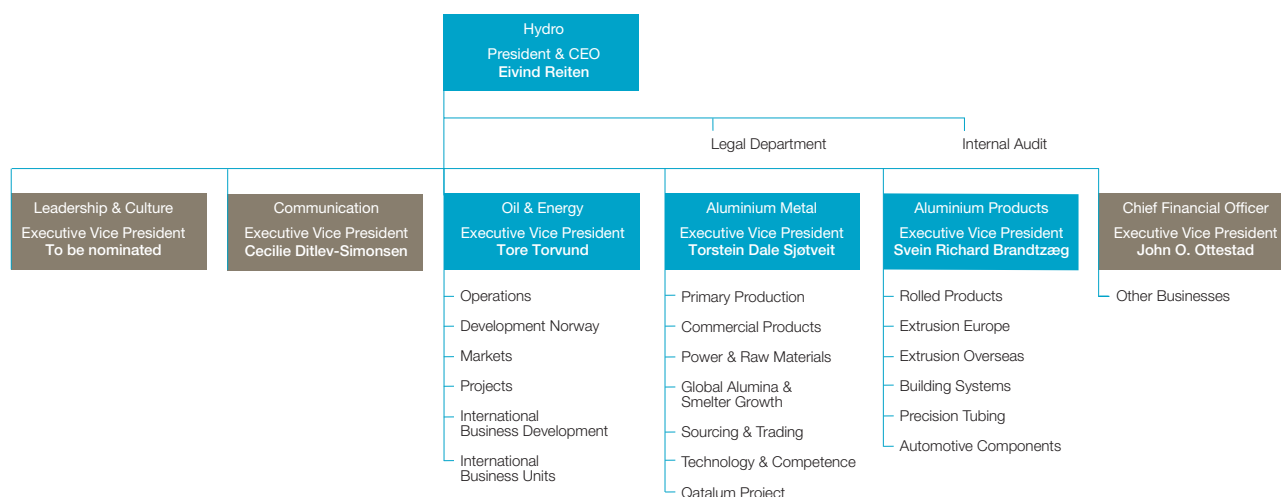 Hydro
President & CEO
Eivind Reiten
Legal Department
Internal Audit
Leadership & Culture
Executive Vice President
To be nominated
Communication
Executive Vice President
Cecilie Ditlev-Simonsen
Oil & Energy
Executive Vice President
Tore Torvund
Aluminium Metal
Executive Vice President
Torstein Dale Sjøtveit
Aluminium Products
Executive Vice President
Svein Richard Brandtzæg
Chief Financial Officer
Executive Vice President
John O. Ottestad
Operations
Development Norway
Markets
Projects
International
Business Development
International
Business Units
Primary Production
Commercial Products
Power & Raw Materials
Global Alumina &
Smelter Growth
Sourcing & Trading
Technology & Competence
Qatalum Project
Rolled Products
Extrusion Europe
Extrusion Overseas
Building Systems
Precision Tubing
Automotive Components
Other Businesses